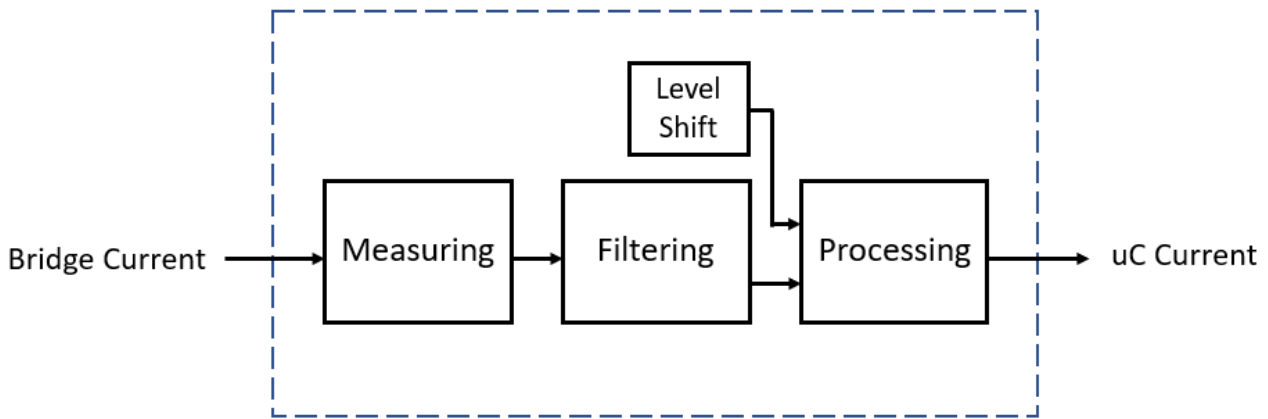 Level
Shift
Bridge Current
Measuring
Filtering
Processing
uC Current